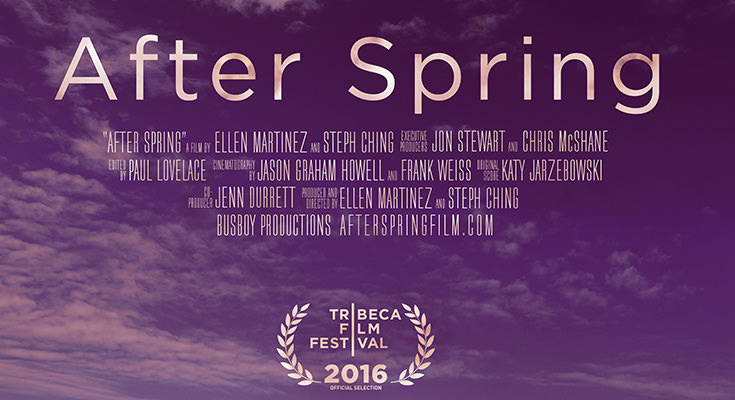 After Spring
"AFTER SPRING" A FILM BY ELLEN MARTINEZ AND STEPH CHING EXECUTIVE PRODUCERS JON STEWART AND CHRIS McSHANE
EDITED BY PAUL LOVELACE CINEMATOGRAPHY BY JASON GRAHAM HOWELL AND FRANK WEISS ORIGINAL SCORE KATY JARZEBOWSKI
CO-PRODUCER JENN DURRETT PRODUCED AND DIRECTED BY ELLEN MARTINEZ AND STEPH CHING
BUSBOY PRODUCTIONS AFTERSPRINGFILM.COM
TRIBECA
FILM
FESTIVAL
2016
OFFICIAL SELECTION